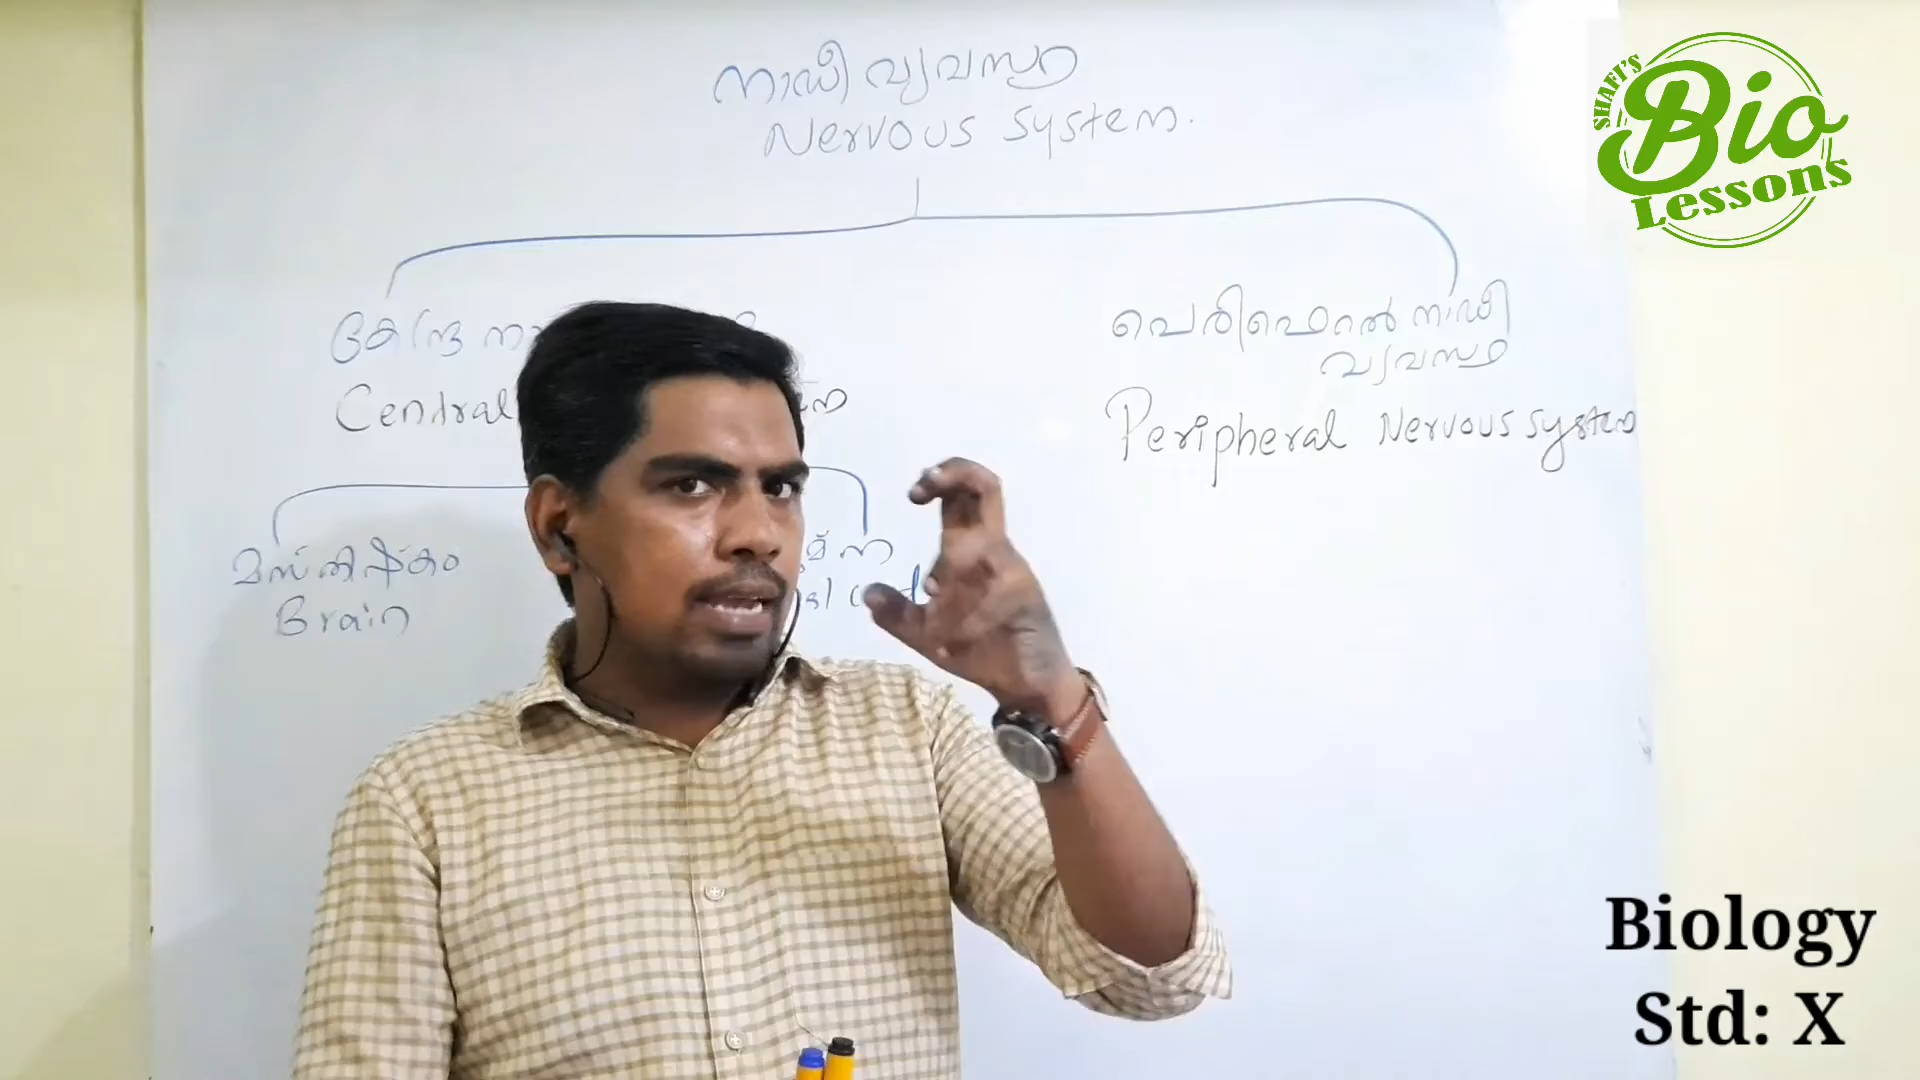 നാഡീ വ്യവസ്ഥ
Nervous System.
SHAFI'S
Bio
Lessons
കേന്ദ്ര
Central
പെരിഫെറൽ നാഡീ
വ്യവസ്ഥ
Peripheral Nervous System
മസ്തിഷ്കം
Brain
Biology
Std: X